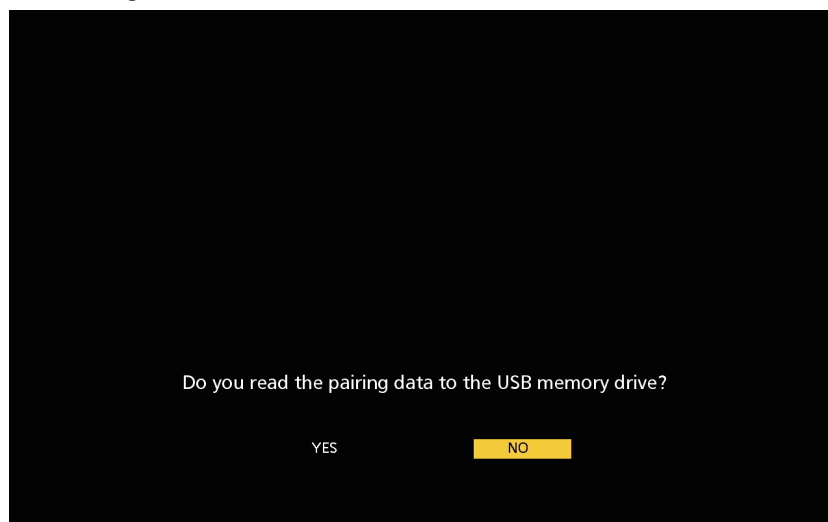 Do you read the pairing data to the USB memory drive?
YES NO